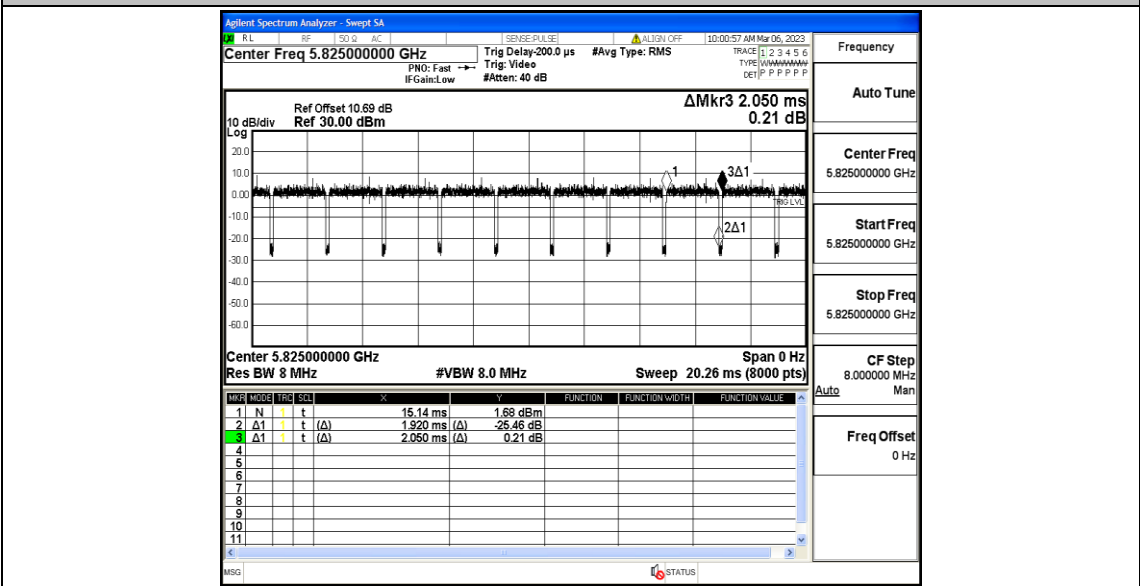 Agilent Spectrum Analyzer - Swept SA
RL RF 50 Ω AC SENSE:PULSE ALIGN OFF 10:00:57 AM Mar 06, 2023
Center Freq 5.825000000 GHz
PNO: Fast
IFGain:Low
Trig Delay-200.0 µs
Trig: Video
#Atten: 40 dB
#Avg Type: RMS
TRACE 1 2 3 4 5 6
TYPE
DET P P P P P P
Frequency
Auto Tune
Center Freq
5.825000000 GHz
Start Freq
5.825000000 GHz
Stop Freq
5.825000000 GHz
CF Step
8.000000 MHz
Auto Man
Freq Offset
0 Hz
ΔMkr3 2.050 ms
0.21 dB
Ref Offset 10.69 dB
10 dB/div Ref 30.00 dBm
Log
20.0
10.0
0.00
-10.0
-20.0
-30.0
-40.0
-50.0
-60.0
1
3Δ1
TRIG LVL
2Δ1
Center 5.825000000 GHz Span 0 Hz
Res BW 8 MHz #VBW 8.0 MHz Sweep 20.26 ms (8000 pts)
MKR MODE TRC SCL X Y FUNCTION FUNCTION WIDTH FUNCTION VALUE
1 N 1 t 15.14 ms 1.68 dBm
2 Δ1 1 t (Δ) 1.920 ms (Δ) -25.46 dB
3 Δ1 1 t (Δ) 2.050 ms (Δ) 0.21 dB
4
5
6
7
8
9
10
11
MSG STATUS